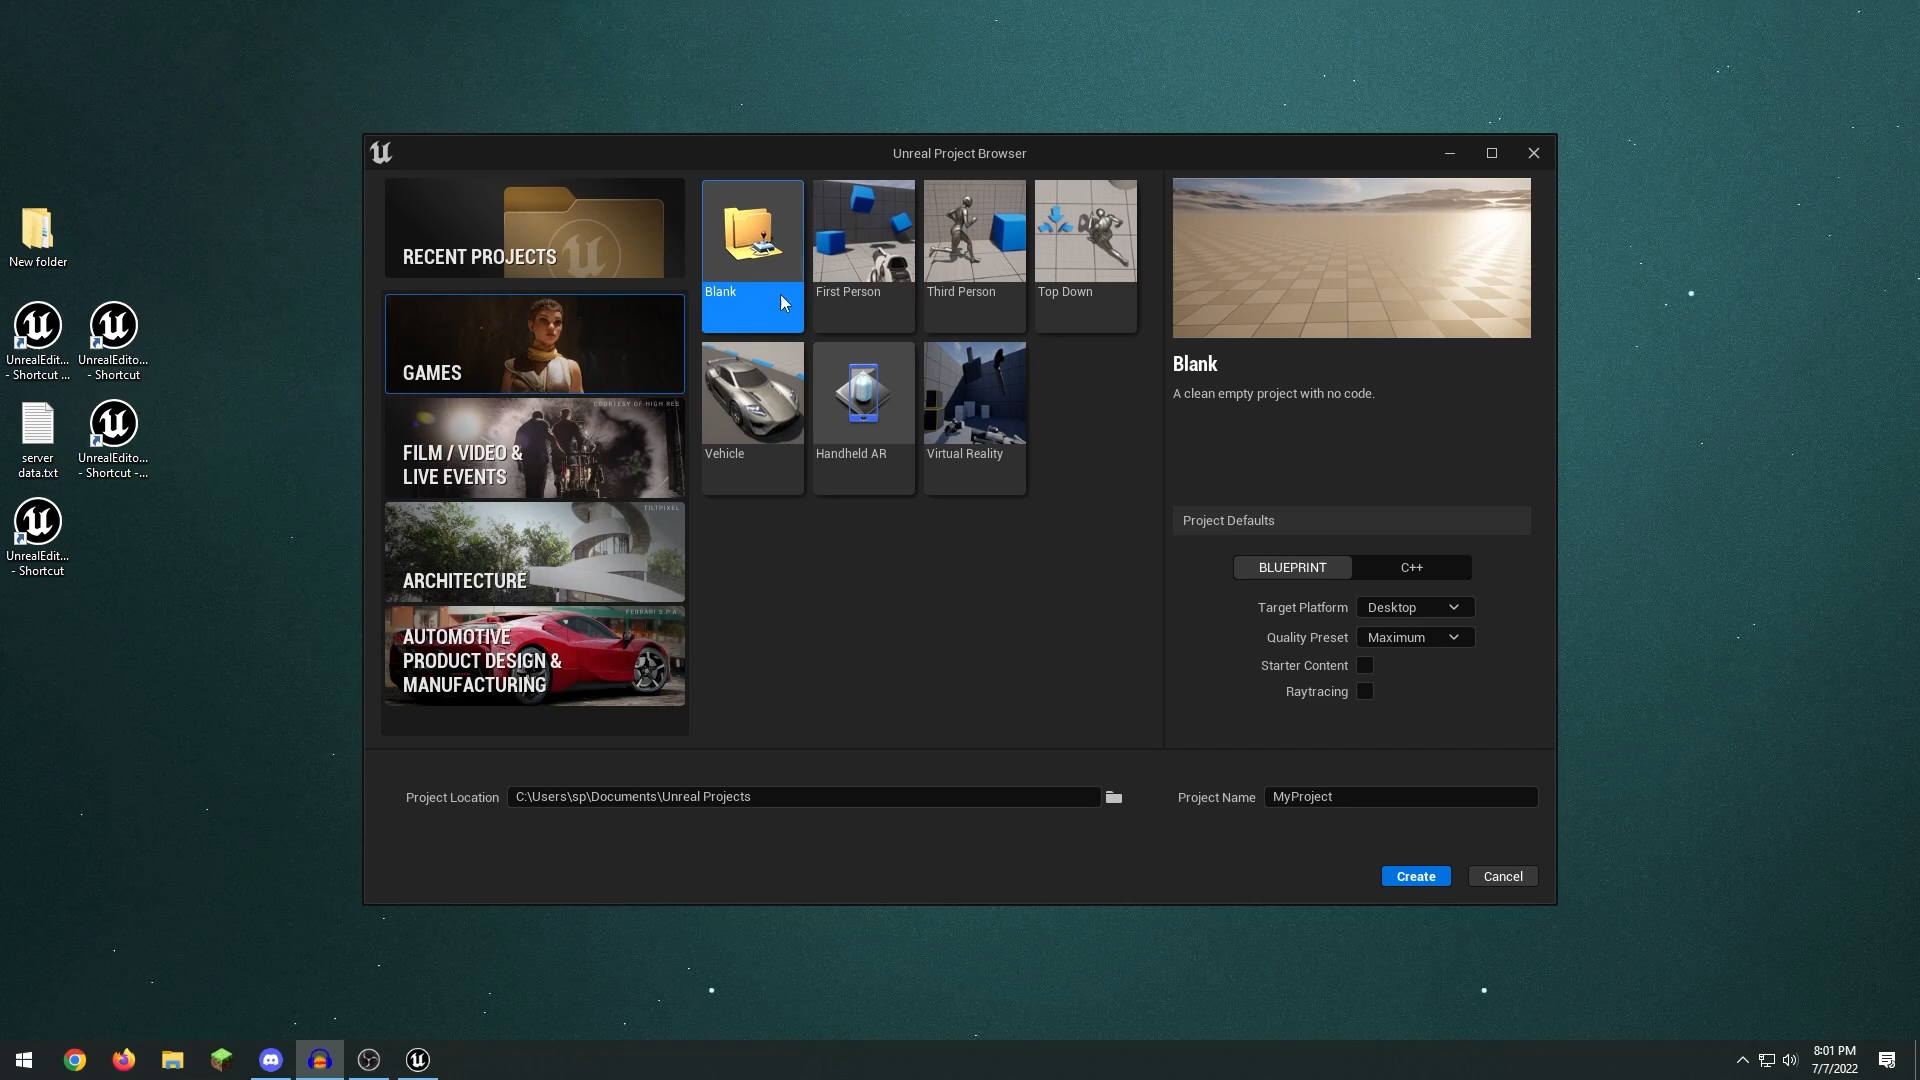 New folder
UnrealEdit...
- Shortcut ...
UnrealEdito...
- Shortcut
server
data.txt
UnrealEdito...
- Shortcut -...
UnrealEdit...
- Shortcut
Unreal Project Browser
RECENT PROJECTS
GAMES
COURTESY OF HIGH RES
FILM / VIDEO &
LIVE EVENTS
TILTPIXEL
ARCHITECTURE
FERRARI S.P.A.
AUTOMOTIVE
PRODUCT DESIGN &
MANUFACTURING
Blank
First Person
Third Person
Top Down
Vehicle
Handheld AR
Virtual Reality
Blank
A clean empty project with no code.
Project Defaults
BLUEPRINT
C++
Target Platform
Desktop
Quality Preset
Maximum
Starter Content
Raytracing
Project Location
C:\Users\sp\Documents\Unreal Projects
Project Name
MyProject
Create
Cancel
8:01 PM
7/7/2022